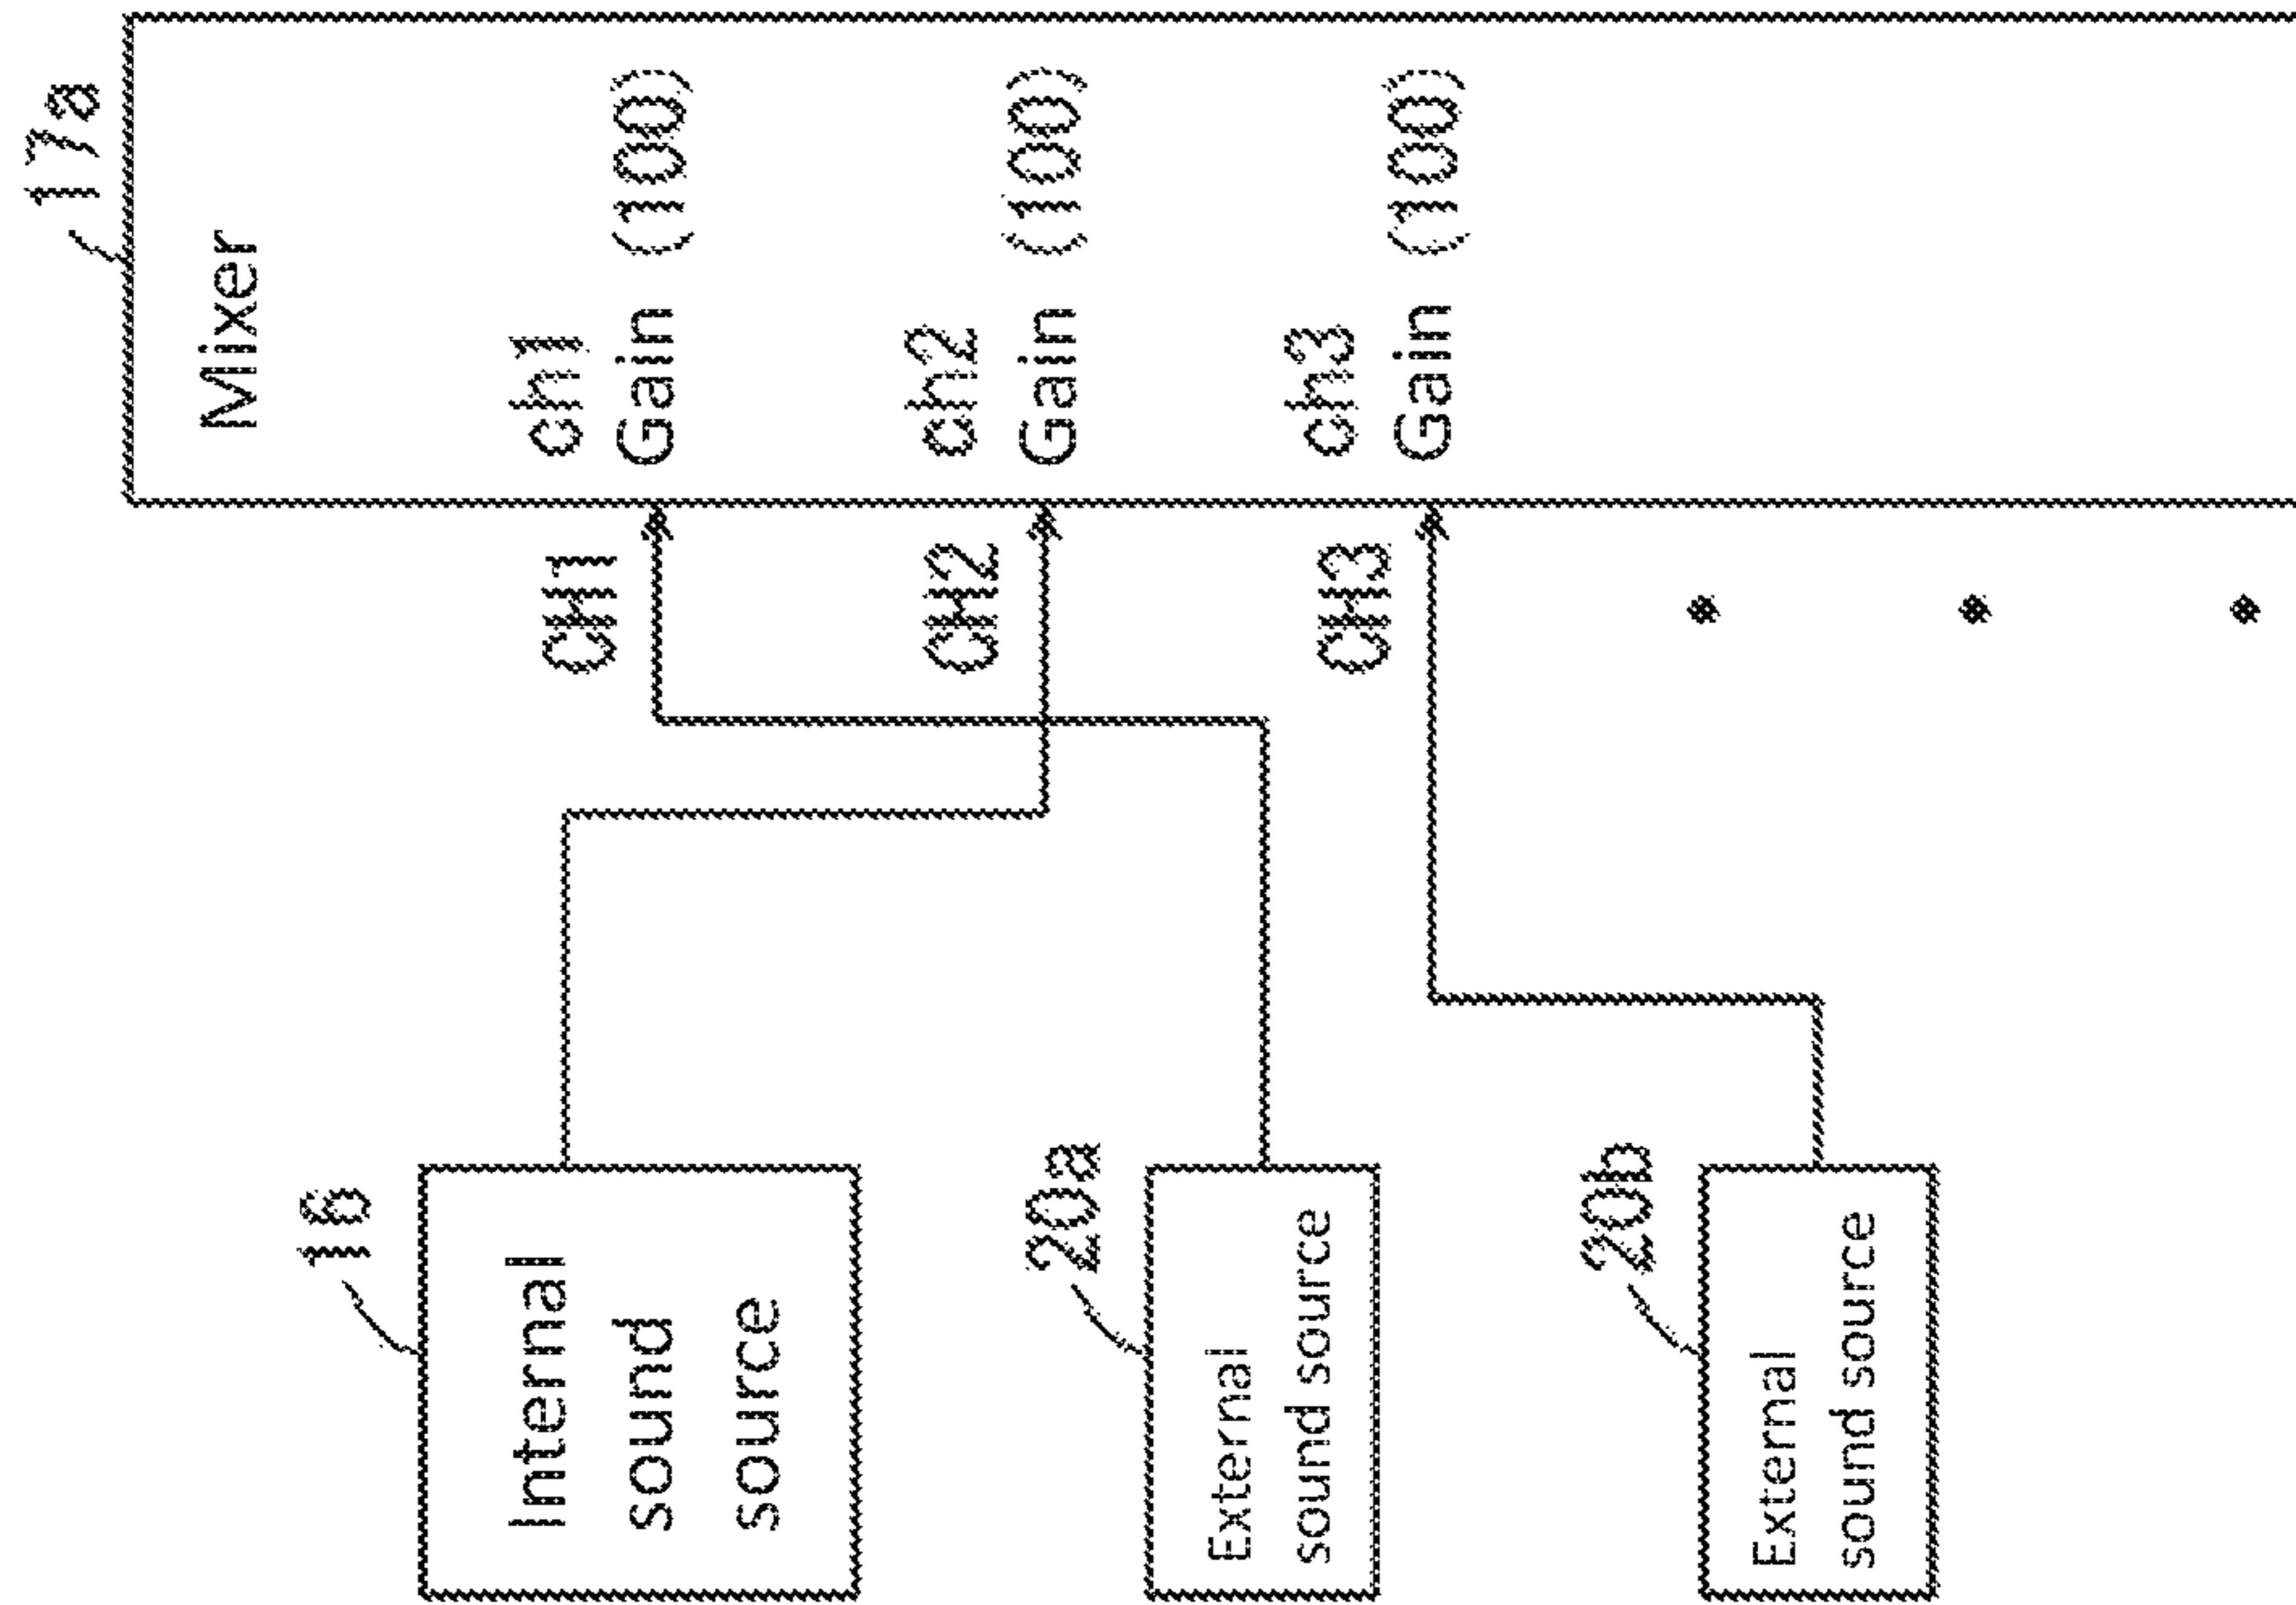 17a
Mixer
16
Internal
sound
source
CH1
ch1
Gain (100)
CH2
ch2
Gain (100)
20a
External
sound source
CH3
ch3
Gain (100)
20b
External
sound source